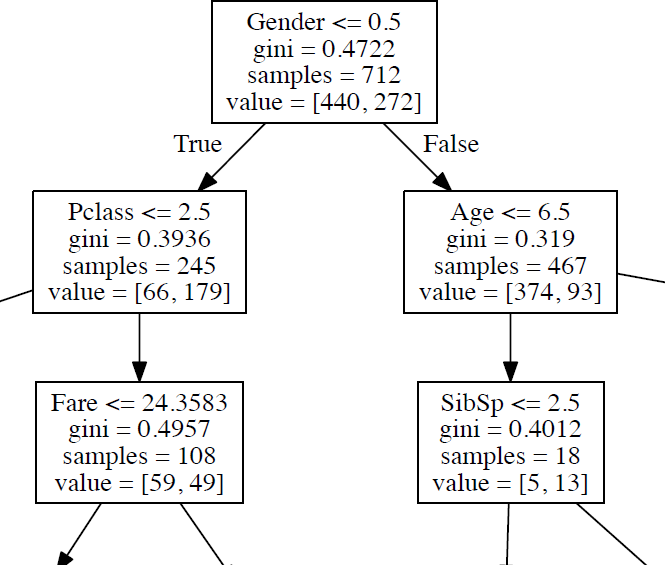 Gender <= 0.5
gini = 0.4722
samples = 712
value = [440, 272]
True
False
Pclass <= 2.5
gini = 0.3936
samples = 245
value = [66, 179]
Age <= 6.5
gini = 0.319
samples = 467
value = [374, 93]
Fare <= 24.3583
gini = 0.4957
samples = 108
value = [59, 49]
SibSp <= 2.5
gini = 0.4012
samples = 18
value = [5, 13]